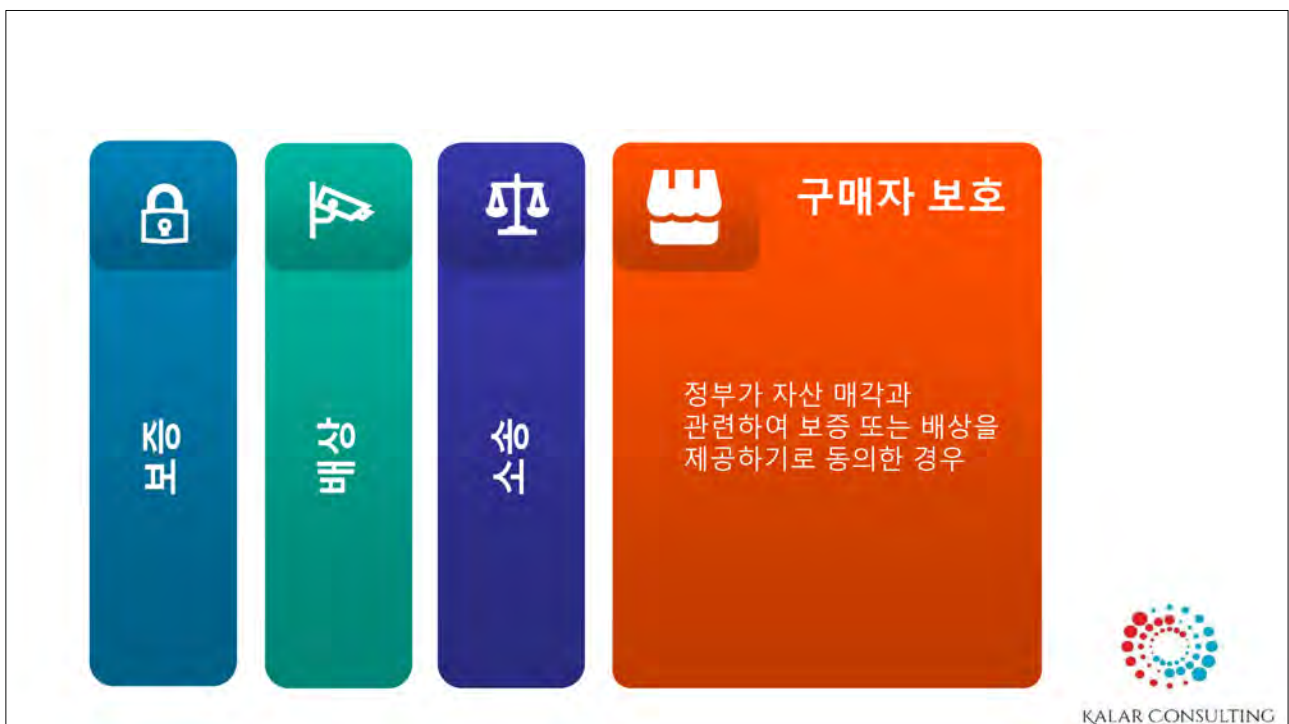 보증
배상
소송
구매자 보호
정부가 자산 매각과
관련하여 보증 또는 배상을
제공하기로 동의한 경우
KALAR CONSULTING